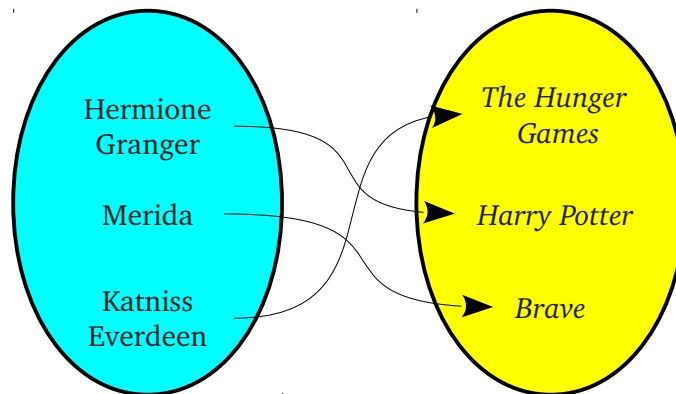 Hermione
Granger
Merida
Katniss
Everdeen
The Hunger
Games
Harry Potter
Brave